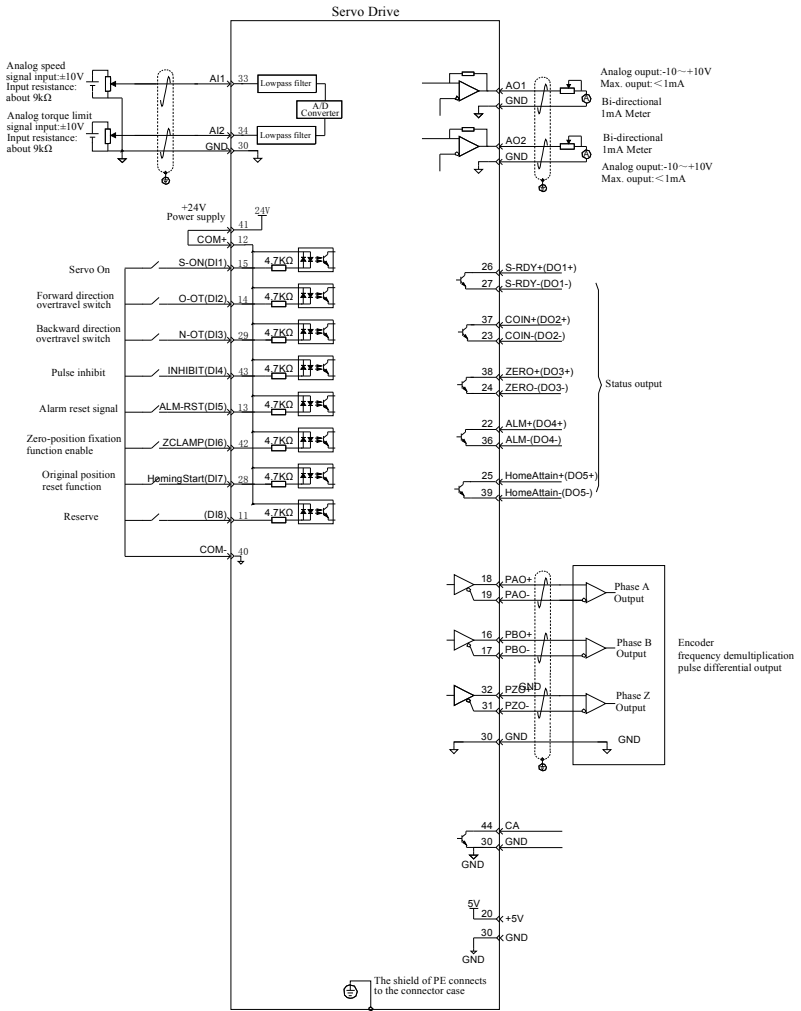 Servo Drive
Analog speed
signal input:±10V
Input resistance:
about 9kΩ
Analog torque limit
signal input:±10V
Input resistance:
about 9kΩ
AI1
33
Lowpass filter
A/D
Converter
AI2
34
Lowpass filter
GND
30
AO1
GND
Analog ouput:-10～+10V
Max. ouput:＜1mA
Bi-directional
1mA Meter
AO2
GND
Bi-directional
1mA Meter
Analog ouput:-10～+10V
Max. ouput:＜1mA
+24V
Power supply
24V
41
COM+
12
Servo On
S-ON(DI1)
15
4.7KΩ
Forward direction
overtravel switch
O-OT(DI2)
14
4.7KΩ
Backward direction
overtravel switch
N-OT(DI3)
29
4.7KΩ
Pulse inhibit
INHIBIT(DI4)
43
4.7KΩ
Alarm reset signal
ALM-RST(DI5)
13
4.7KΩ
Zero-position fixation
function enable
ZCLAMP(DI6)
42
4.7KΩ
Original position
reset function
HomingStart(DI7)
28
4.7KΩ
Reserve
(DI8)
11
4.7KΩ
COM-
40
26
S-RDY+(DO1+)
27
S-RDY-(DO1-)
37
COIN+(DO2+)
23
COIN-(DO2-)
38
ZERO+(DO3+)
24
ZERO-(DO3-)
22
ALM+(DO4+)
36
ALM-(DO4-)
25
HomeAttain+(DO5+)
39
HomeAttain-(DO5-)
Status output
18
PAO+
19
PAO-
Phase A
Output
16
PBO+
17
PBO-
Phase B
Output
32
PZO+
GND
31
PZO-
Phase Z
Output
30
GND
GND
Encoder
frequency demultiplication
pulse differential output
44
CA
30
GND
GND
5V
20
+5V
30
GND
GND
The shield of PE connects
to the connector case